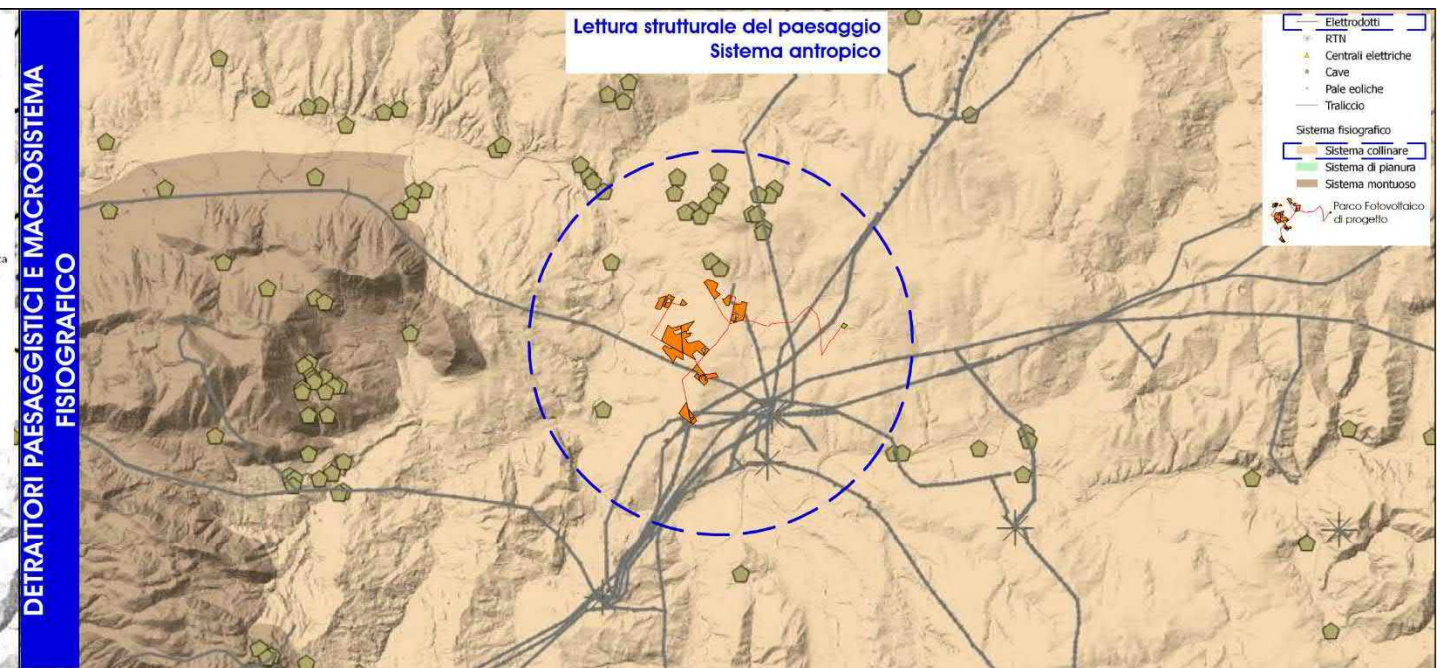 DETRATTORI PAESAGGISTICI E MACROSISTEMA
FISIOGRAFICO
Lettura strutturale del paesaggio
Sistema antropico
Elettrodotti
RTN
Centrali elettriche
Cave
Pale eoliche
Traliccio
Sistema fisiografico
Sistema collinare
Sistema di pianura
Sistema montuoso
Parco Fotovoltaico
di progetto